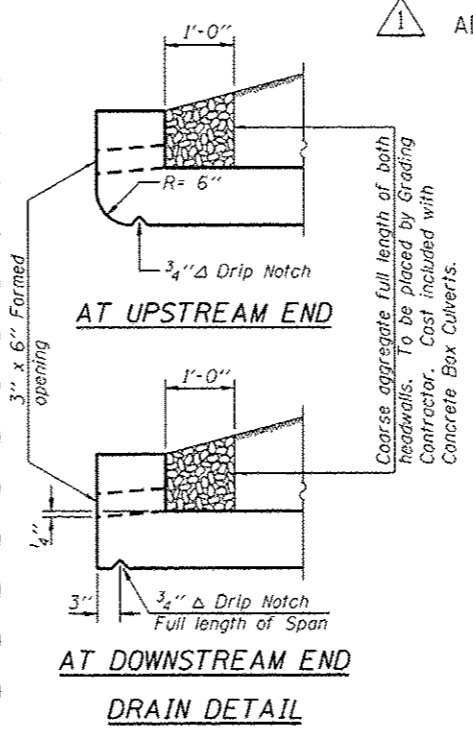 1 Al
1'-0"
R= 6"
3/4" Δ Drip Notch
AT UPSTREAM END
3" x 6" Formed
opening
Coarse aggregate full length of both
headwalls. To be placed by Grading
Contractor. Cost included with
Concrete Box Culverts.
1'-0"
1/4"
3"
3/4" Δ Drip Notch
Full length of Span
AT DOWNSTREAM END
DRAIN DETAIL